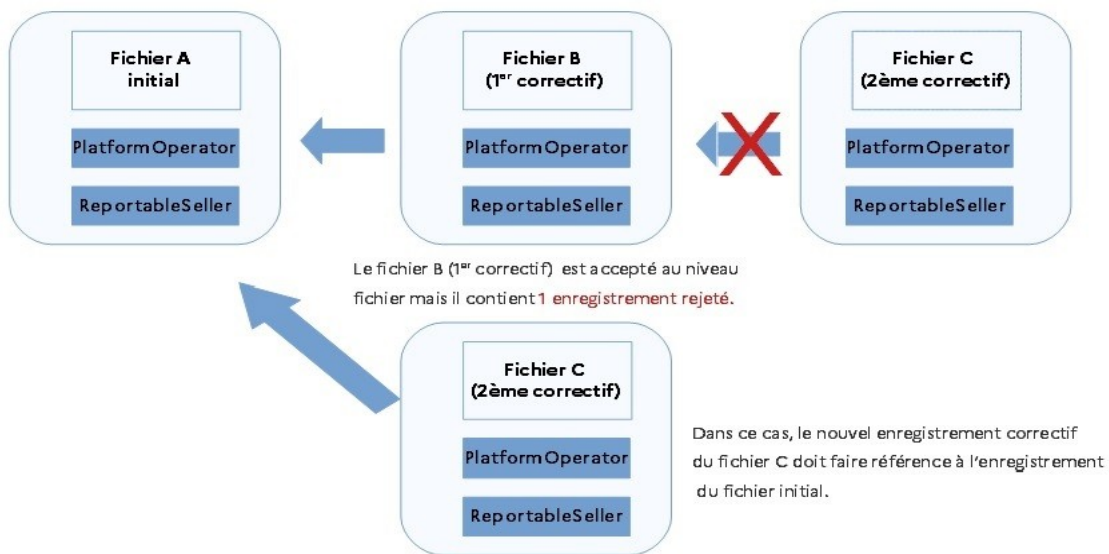 Fichier A
initial
PlatformOperator
ReportableSeller
Fichier B
(1er correctif)
PlatformOperator
ReportableSeller
Fichier C
(2ème correctif)
PlatformOperator
ReportableSeller
Le fichier B (1er correctif) est accepté au niveau
fichier mais il contient 1 enregistrement rejeté.
Fichier C
(2ème correctif)
PlatformOperator
ReportableSeller
Dans ce cas, le nouvel enregistrement correctif
du fichier C doit faire référence à l'enregistrement
du fichier initial.